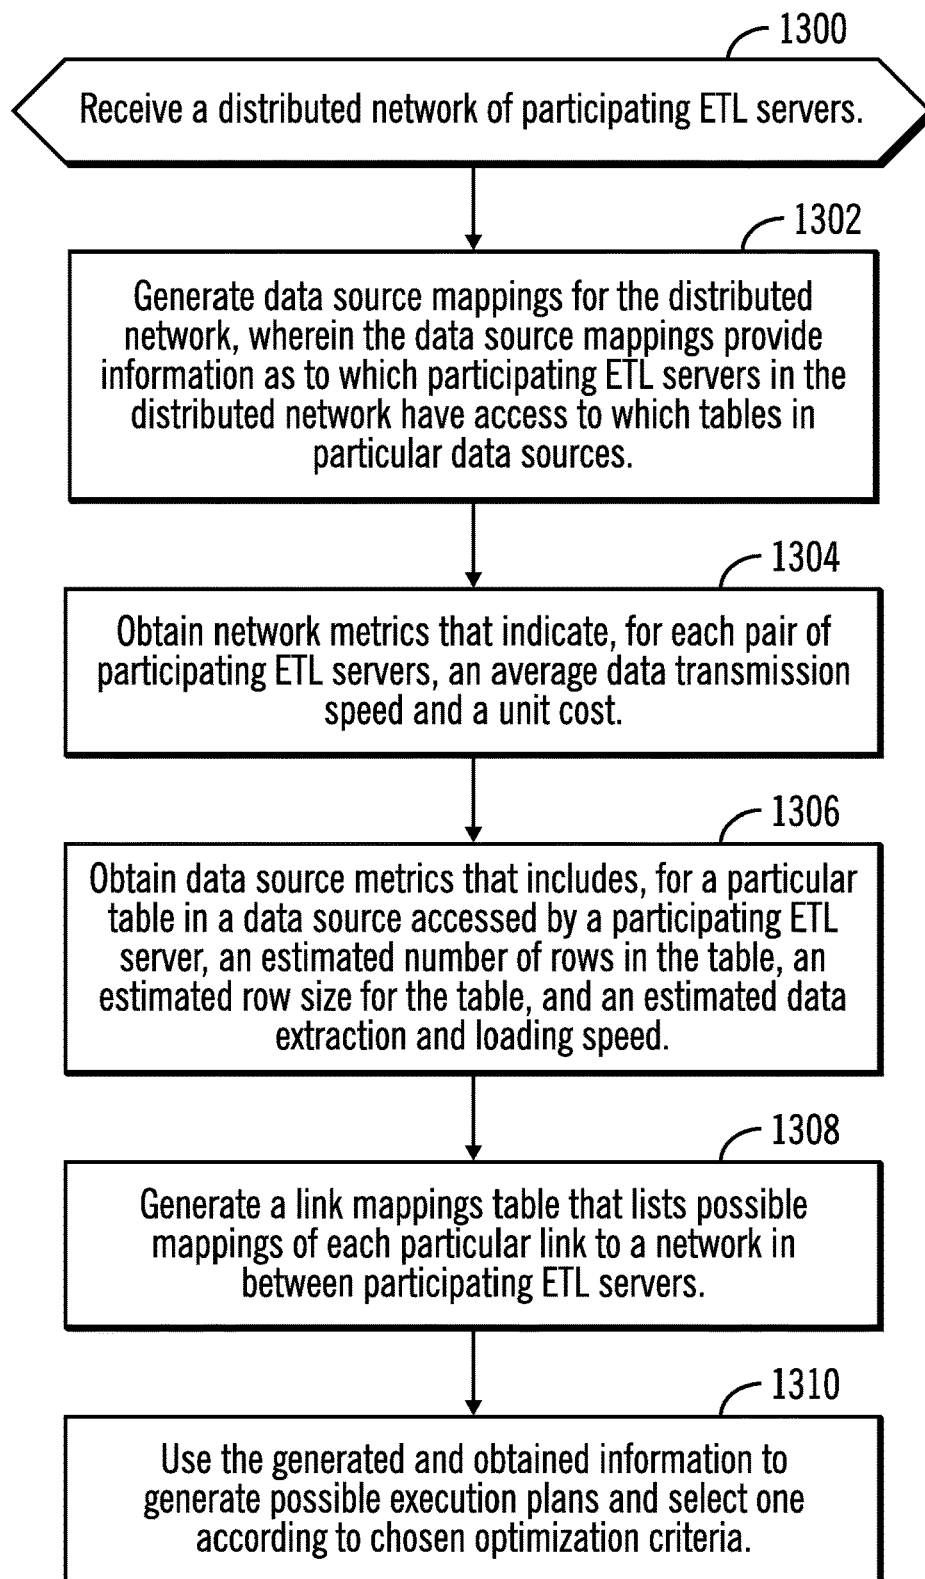 1300
Receive a distributed network of participating ETL servers.
1302
Generate data source mappings for the distributed
network, wherein the data source mappings provide
information as to which participating ETL servers in the
distributed network have access to which tables in
particular data sources.
1304
Obtain network metrics that indicate, for each pair of
participating ETL servers, an average data transmission
speed and a unit cost.
1306
Obtain data source metrics that includes, for a particular
table in a data source accessed by a participating ETL
server, an estimated number of rows in the table, an
estimated row size for the table, and an estimated data
extraction and loading speed.
1308
Generate a link mappings table that lists possible
mappings of each particular link to a network in
between participating ETL servers.
1310
Use the generated and obtained information to
generate possible execution plans and select one
according to chosen optimization criteria.